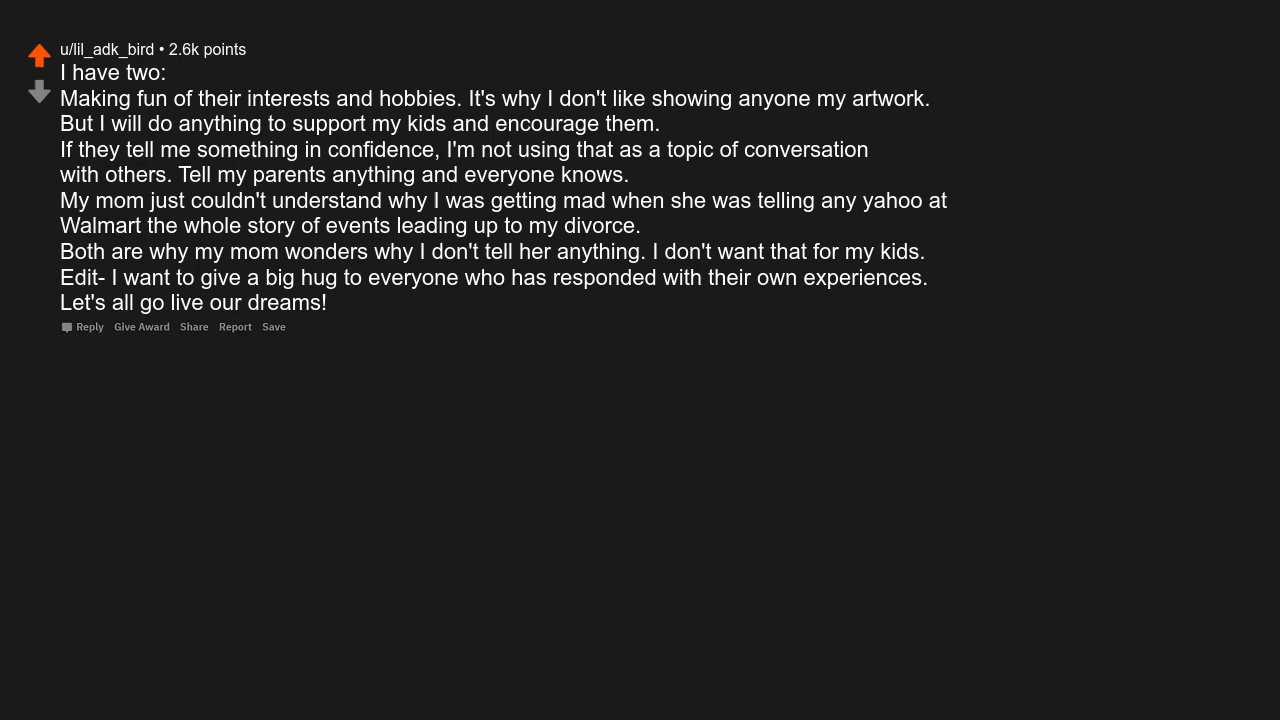 u/lil_adk_bird • 2.6k points
I have two:
Making fun of their interests and hobbies. It's why I don't like showing anyone my artwork.
But I will do anything to support my kids and encourage them.
If they tell me something in confidence, I'm not using that as a topic of conversation
with others. Tell my parents anything and everyone knows.
My mom just couldn't understand why I was getting mad when she was telling any yahoo at
Walmart the whole story of events leading up to my divorce.
Both are why my mom wonders why I don't tell her anything. I don't want that for my kids.
Edit- I want to give a big hug to everyone who has responded with their own experiences.
Let's all go live our dreams!
Reply Give Award Share Report Save